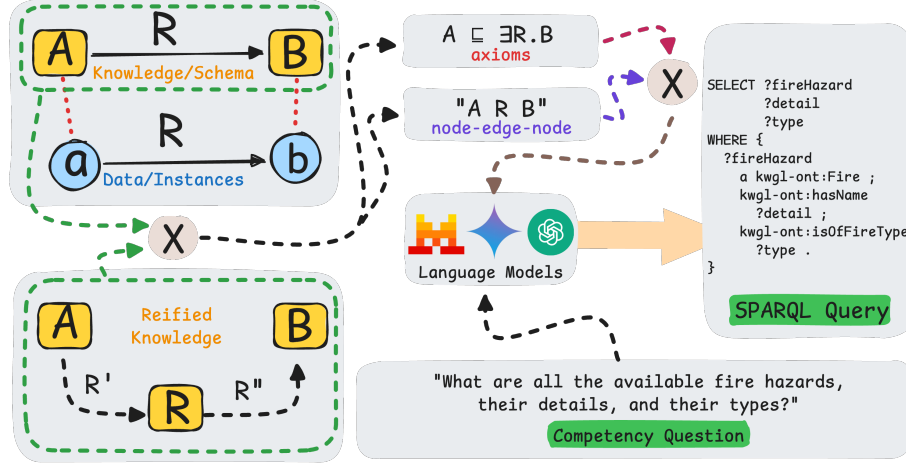 A
R
B
Knowledge/Schema
a
R
b
Data/Instances
X
A
Reified
Knowledge
B
R'
R
R"
A ⊑ ∃R.B
axioms
"A R B"
node-edge-node
X
Language Models
SELECT ?fireHazard
?detail
?type
WHERE {
?fireHazard
a kwgl-ont:Fire ;
kwgl-ont:hasName
?detail ;
kwgl-ont:isOfFireType
?type .
}
SPARQL Query
"What are all the available fire hazards,
their details, and their types?"
Competency Question